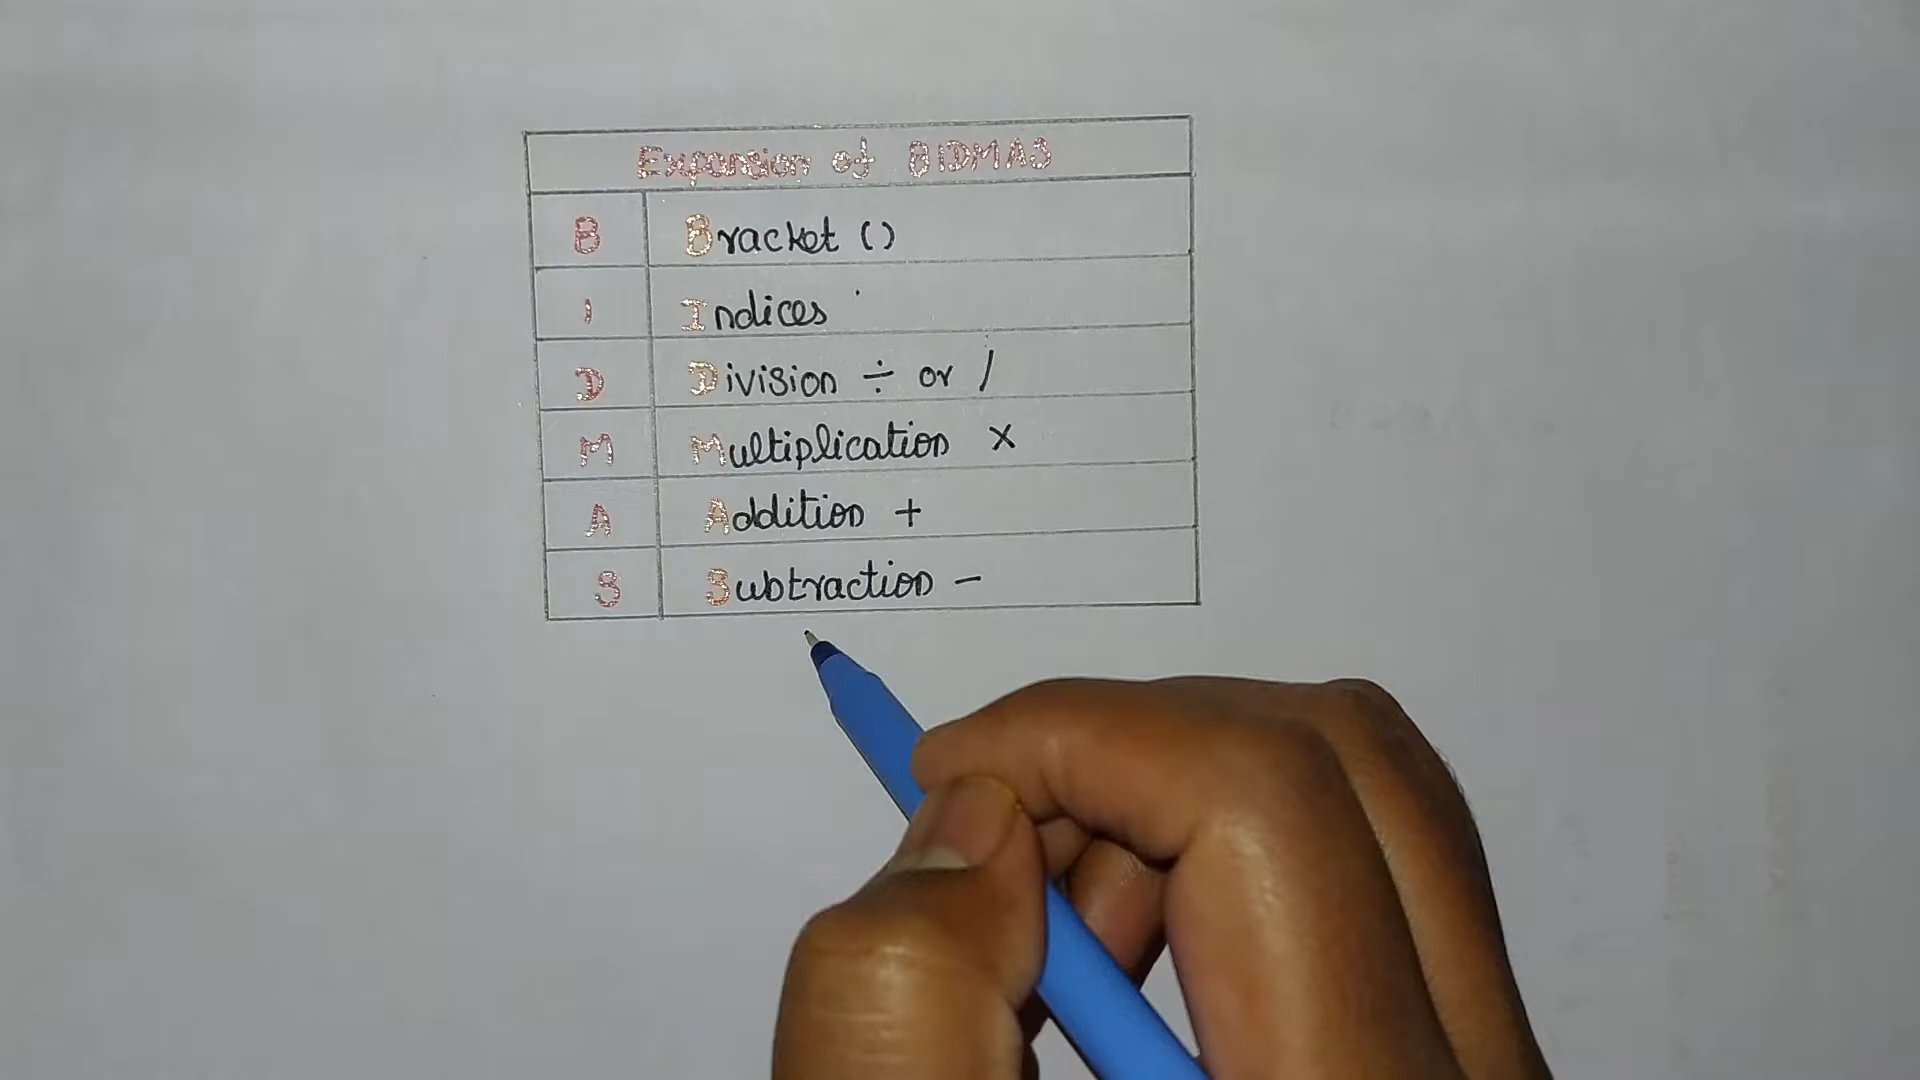 Expansion of BIDMAS
B Bracket ()
I Indices
D Division ÷ or /
M Multiplication ×
A Addition +
S Subtraction -